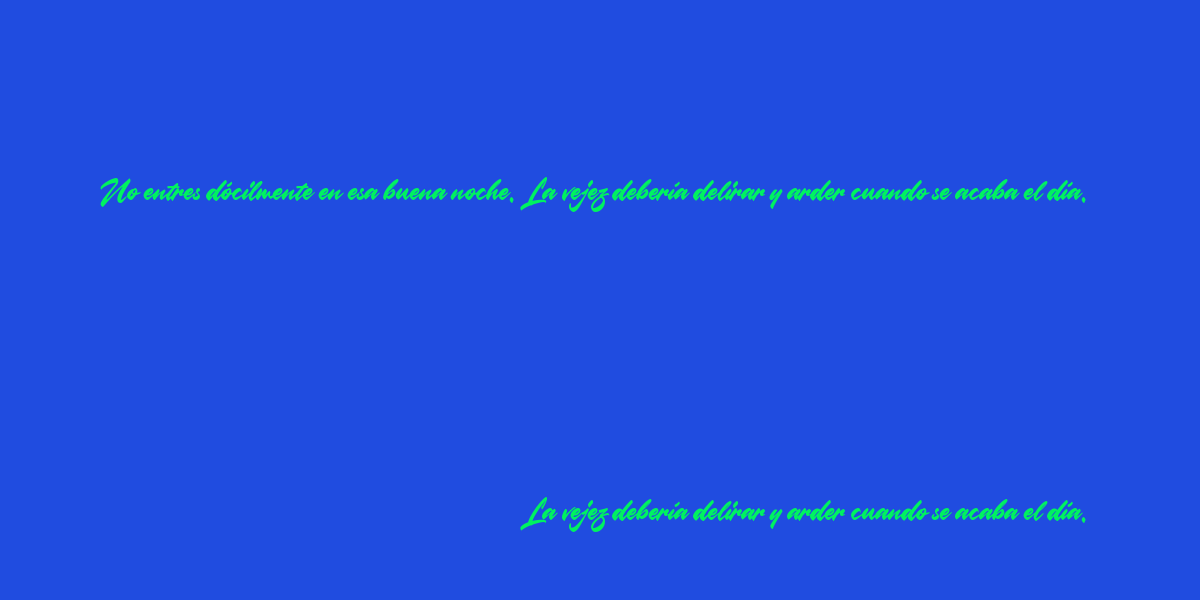 No entres dócilmente en esa buena noche. La vejez debería delirar y arder cuando se acaba el día.
La vejez debería delirar y arder cuando se acaba el día.